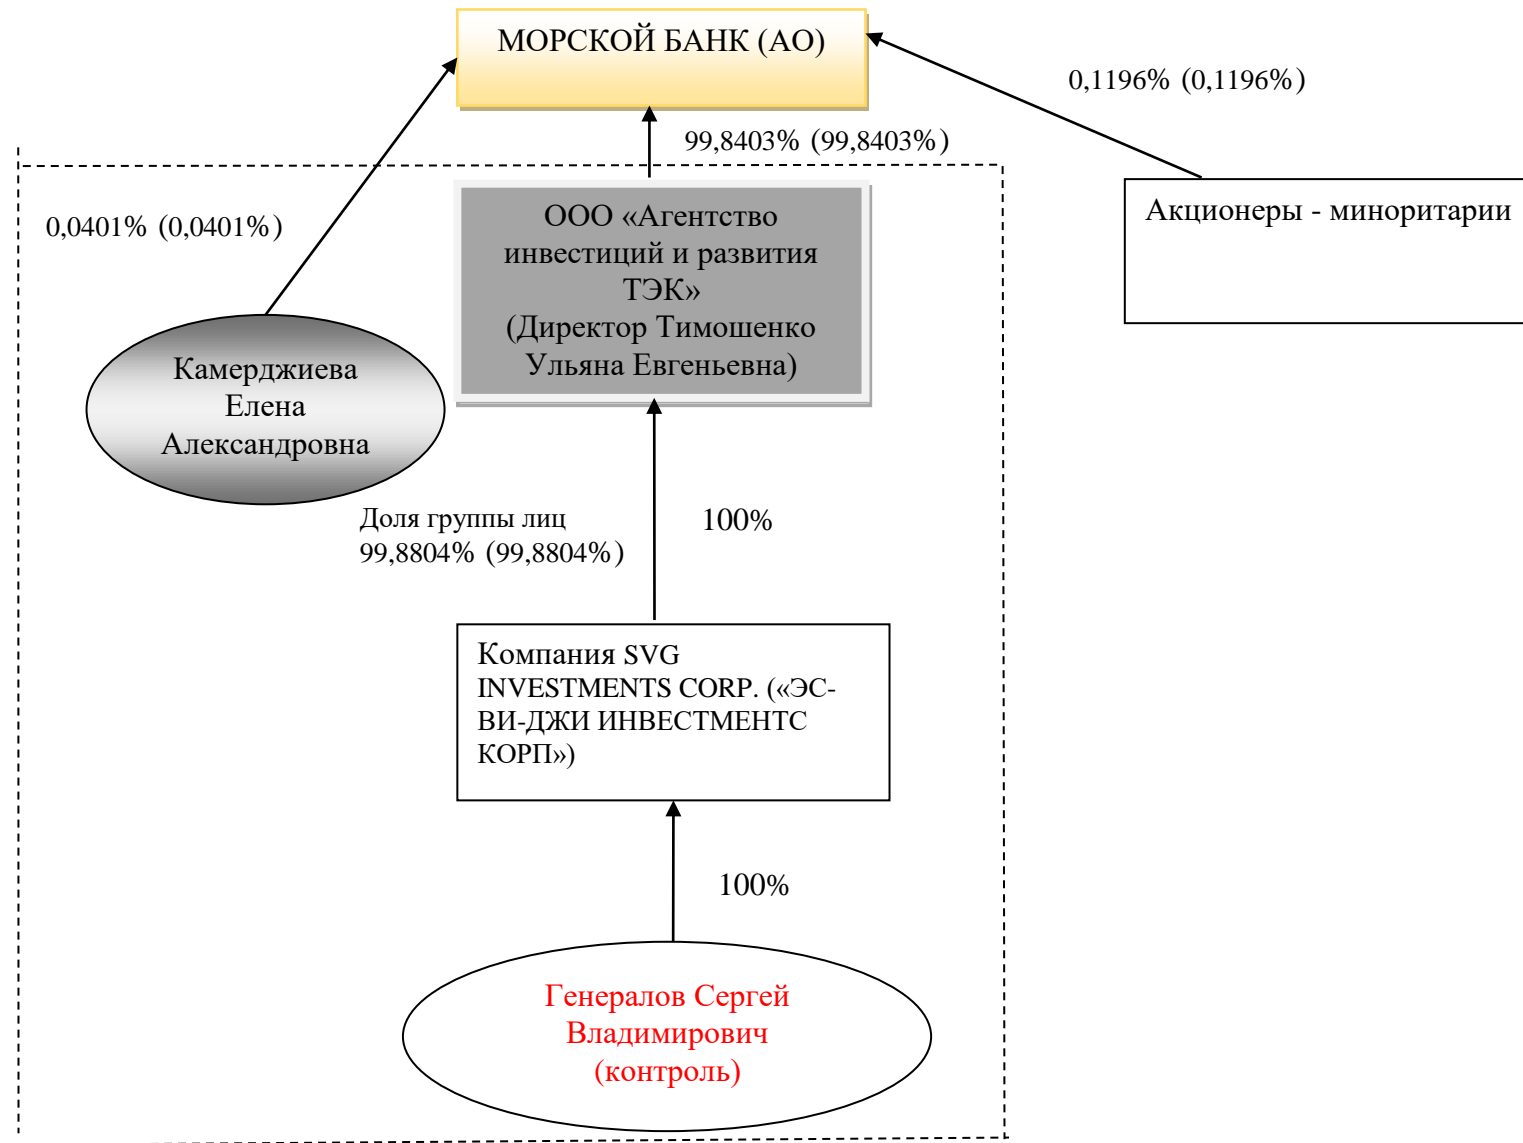 МОРСКОЙ БАНК (АО)
0,1196% (0,1196%)
99,8403% (99,8403%)
0,0401% (0,0401%)
ООО «Агентство
инвестиций и развития
ТЭК»
(Директор Тимошенко
Ульяна Евгеньевна)
Акционеры - миноритарии
Камерджиева
Елена
Александровна
Доля группы лиц
99,8804% (99,8804%)
100%
Компания SVG
INVESTMENTS CORP. («ЭС-
ВИ-ДЖИ ИНВЕСТМЕНТС
КОРП»)
100%
Генералов Сергей
Владимирович
(контроль)